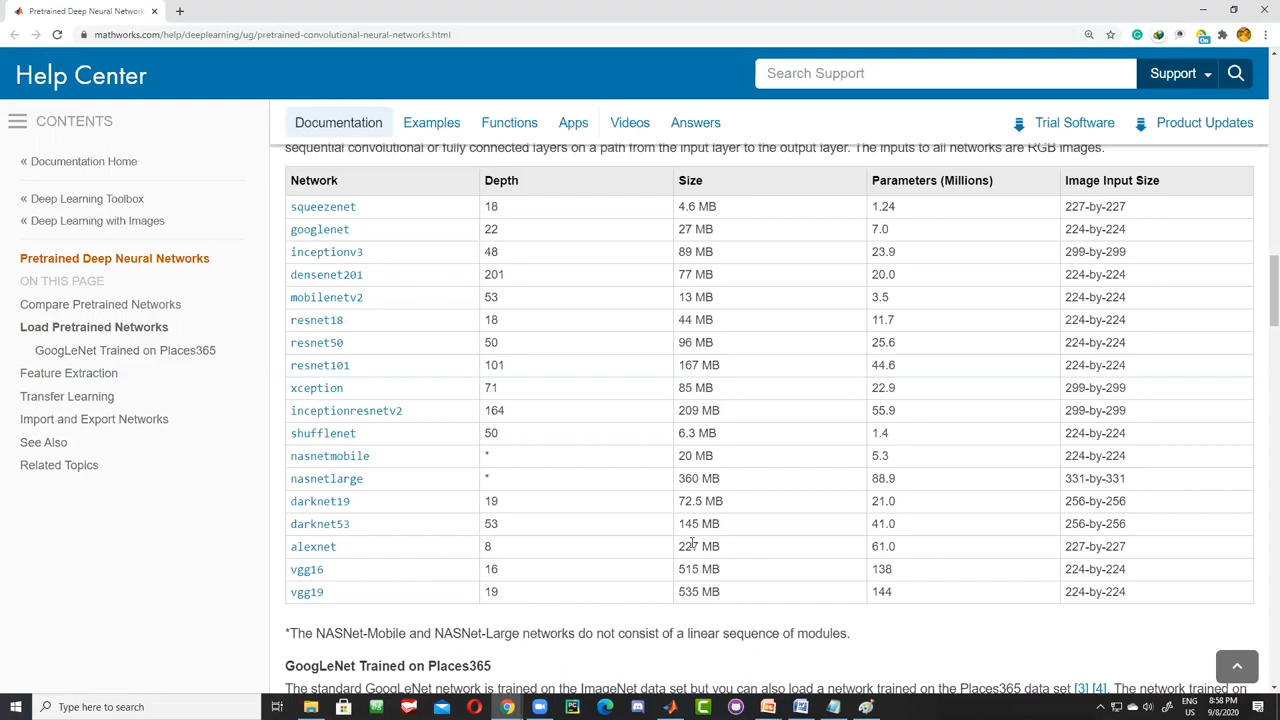 Pretrained Deep Neural Network
mathworks.com/help/deeplearning/ug/pretrained-convolutional-neural-networks.html
Help Center
Search Support
Support
CONTENTS
« Documentation Home
« Deep Learning Toolbox
« Deep Learning with Images
Pretrained Deep Neural Networks
ON THIS PAGE
Compare Pretrained Networks
Load Pretrained Networks
GoogLeNet Trained on Places365
Feature Extraction
Transfer Learning
Import and Export Networks
See Also
Related Topics
Documentation Examples Functions Apps Videos Answers Trial Software Product Updates
sequential convolutional or fully connected layers on a path from the input layer to the output layer. The inputs to all networks are RGB images.
Network Depth Size Parameters (Millions) Image Input Size
squeezenet 18 4.6 MB 1.24 227-by-227
googlenet 22 27 MB 7.0 224-by-224
inceptionv3 48 89 MB 23.9 299-by-299
densenet201 201 77 MB 20.0 224-by-224
mobilenetv2 53 13 MB 3.5 224-by-224
resnet18 18 44 MB 11.7 224-by-224
resnet50 50 96 MB 25.6 224-by-224
resnet101 101 167 MB 44.6 224-by-224
xception 71 85 MB 22.9 299-by-299
inceptionresnetv2 164 209 MB 55.9 299-by-299
shufflenet 50 6.3 MB 1.4 224-by-224
nasnetmobile * 20 MB 5.3 224-by-224
nasnetlarge * 360 MB 88.9 331-by-331
darknet19 19 72.5 MB 21.0 256-by-256
darknet53 53 145 MB 41.0 256-by-256
alexnet 8 227 MB 61.0 227-by-227
vgg16 16 515 MB 138 224-by-224
vgg19 19 535 MB 144 224-by-224
*The NASNet-Mobile and NASNet-Large networks do not consist of a linear sequence of modules.
GoogLeNet Trained on Places365
The standard GoogLeNet network is trained on the ImageNet data set but you can also load a network trained on the Places365 data set [3] [4]. The network trained on
Type here to search
8:58 PM
US
9/8/2020